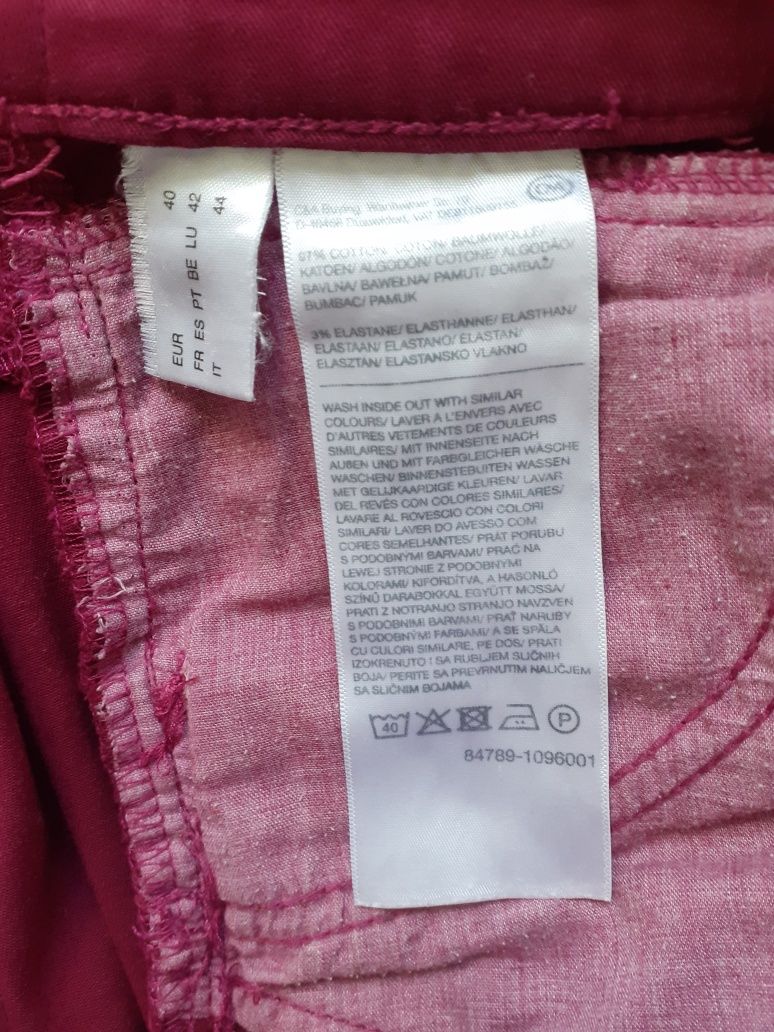 EUR 40
FR ES PT BE LU 42
IT 44
C&A
C&A Buying
COTTON/ COTON/ BAUMWOLLE/
KATOEN/ ALGODÓN/ COTONE/ ALGODÃO/
BAVLNA/ BAWEŁNA/ PAMUT/ BOMBAŽ/
BUMBAC/ PAMUK
3% ELASTANE/ ELASTHANNE/ ELASTHAN/
ELASTAAN/ ELASTANO/ ELASTAN/
ELASZTAN/ ELASTANSKO VLAKNO
WASH INSIDE OUT WITH SIMILAR
COLOURS/ LAVER A L'ENVERS AVEC
D'AUTRES VETEMENTS DE COULEURS
SIMILAIRES/ MIT INNENSEITE NACH
AUßEN UND MIT FARBGLEICHER WÄSCHE
WASCHEN/ BINNENSTEBUITEN WASSEN
MET GELIJKAARDIGE KLEUREN/ LAVAR
DEL REVÉS CON COLORES SIMILARES/
LAVARE AL ROVESCIO CON COLORI
SIMILARI/ LAVER DO AVESSO COM
CORES SEMELHANTES/ PRÁT PORUBU
S PODOBNÝMI BARVAMI/ PRAĆ NA
LEWEJ STRONIE Z PODOBNYMI
KOLORAMI/ KIFORDÍTVA, A HASONLÓ
SZÍNŰ DARABOKKAL EGYÜTT MOSSA/
PRATI Z NOTRANJO STRANJO NAVZVEN
S PODOBNIMI BARVAMI/ PRAŤ NARUBY
S PODOBNÝMI FARBAMI/ A SE SPĂLA
CU CULORI SIMILARE, PE DOS/ PRATI
IZOKRENUTO I SA RUBLJEM SLIČNIH
BOJA/ PERITE SA PREVRNUTIM NALIČJEM
SA SLIČNIM BOJAMA
40 P
84789-1096001